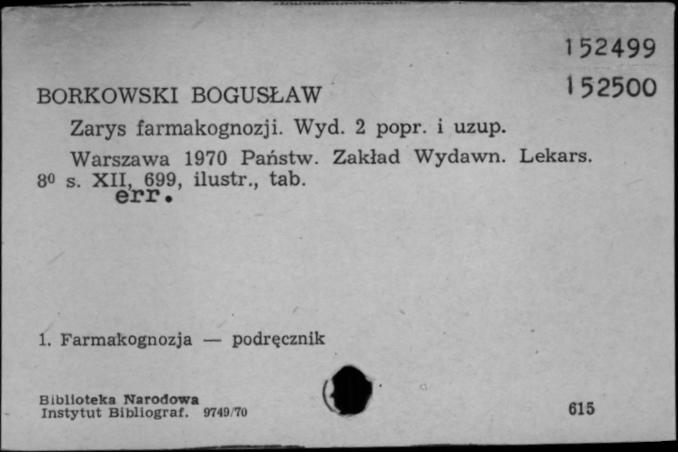 152499
152500
BORKOWSKI BOGUSŁAW
Zarys farmakognozji. Wyd. 2 popr. i uzup.
Warszawa 1970 Państw. Zakład Wydawn. Lekars.
8º s. XII, 699, ilustr., tab.
err.
1. Farmakognozja — podręcznik
Biblioteka Narodowa
Instytut Bibliograf. 9749/70
615